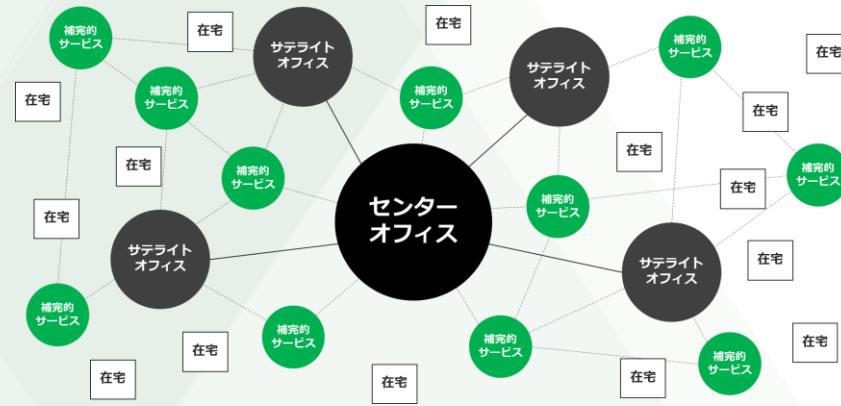 在宅
補完的
サービス
在宅
サテライト
オフィス
サテライト
オフィス
補完的
サービス
在宅
在宅
補完的
サービス
補完的
サービス
在宅
在宅
在宅
補完的
サービス
在宅
補完的
サービス
在宅
センター
オフィス
補完的
サービス
在宅
サテライト
オフィス
サテライト
オフィス
在宅
補完的
サービス
補完的
サービス
補完的
サービス
在宅
在宅
補完的
サービス
在宅
在宅
在宅